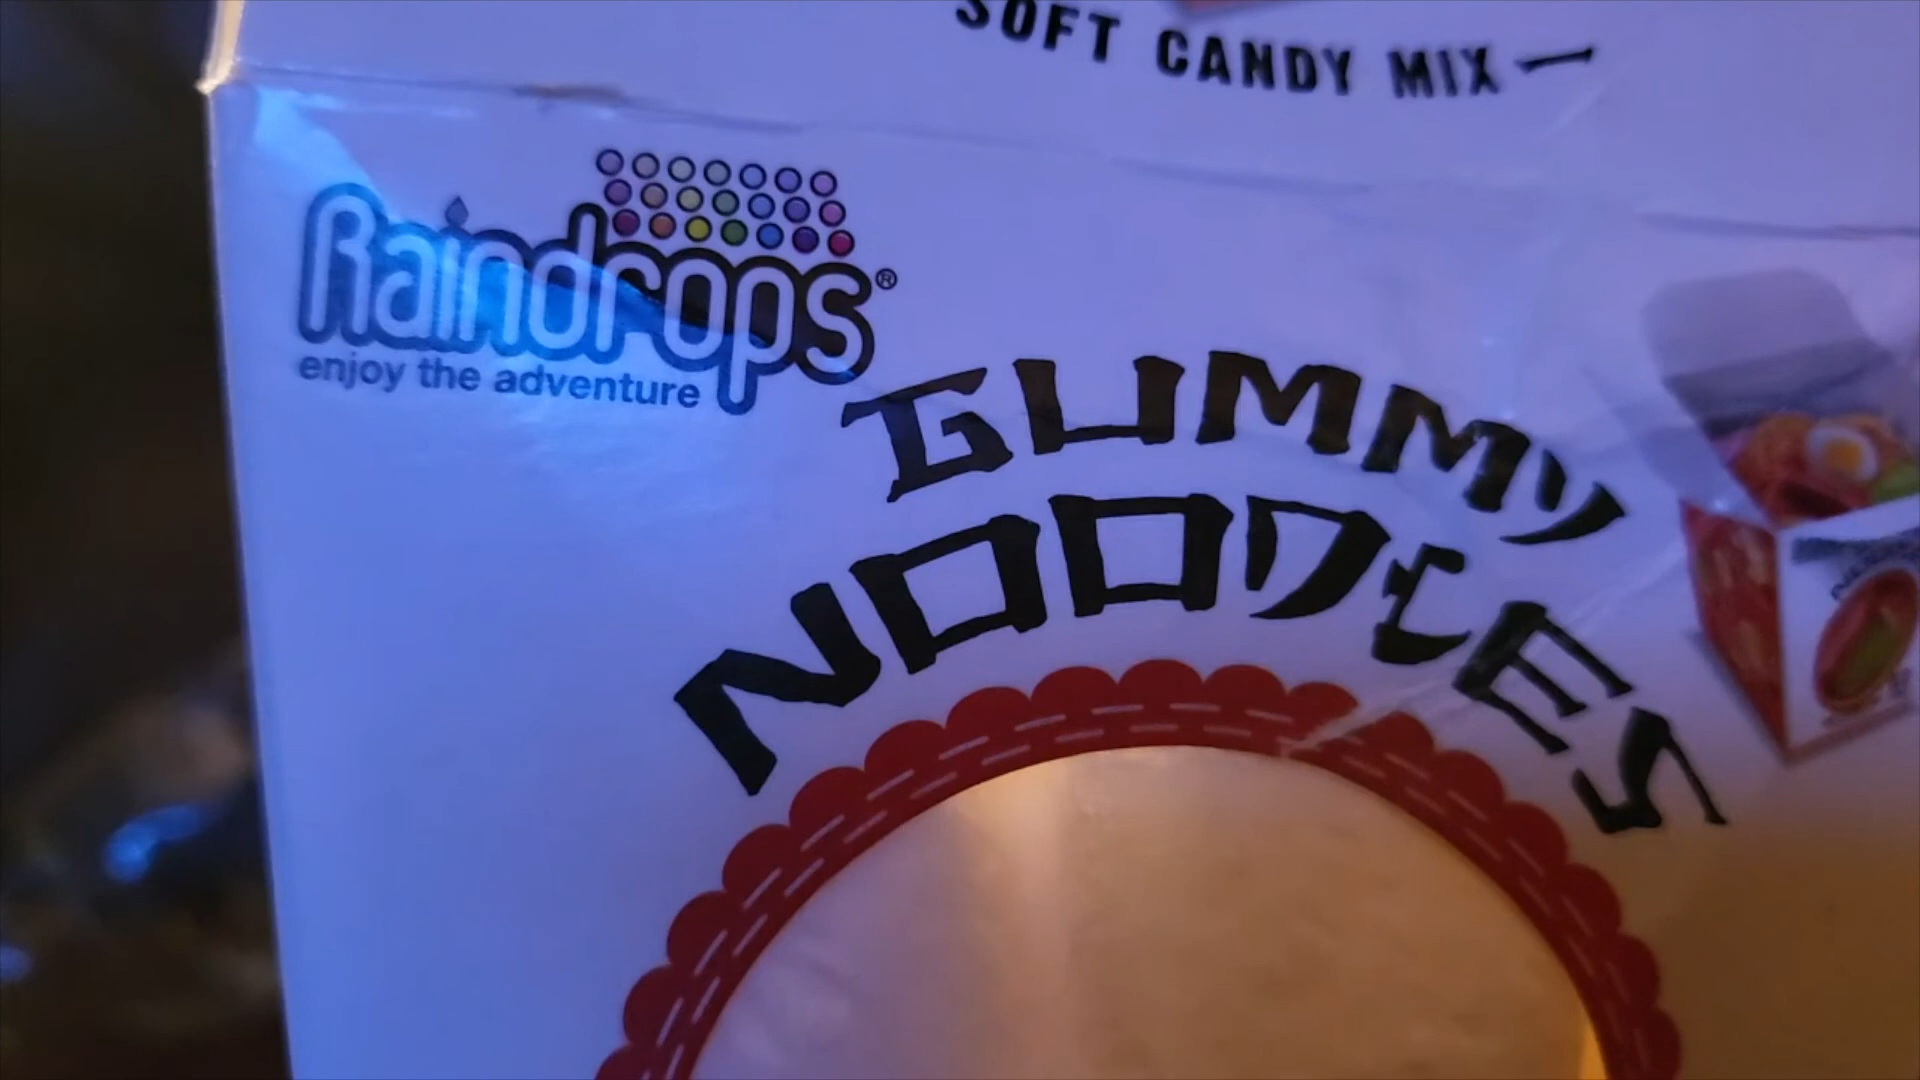 SOFT CANDY MIX
Raindrops®
enjoy the adventure
GUMMY
NOODLES